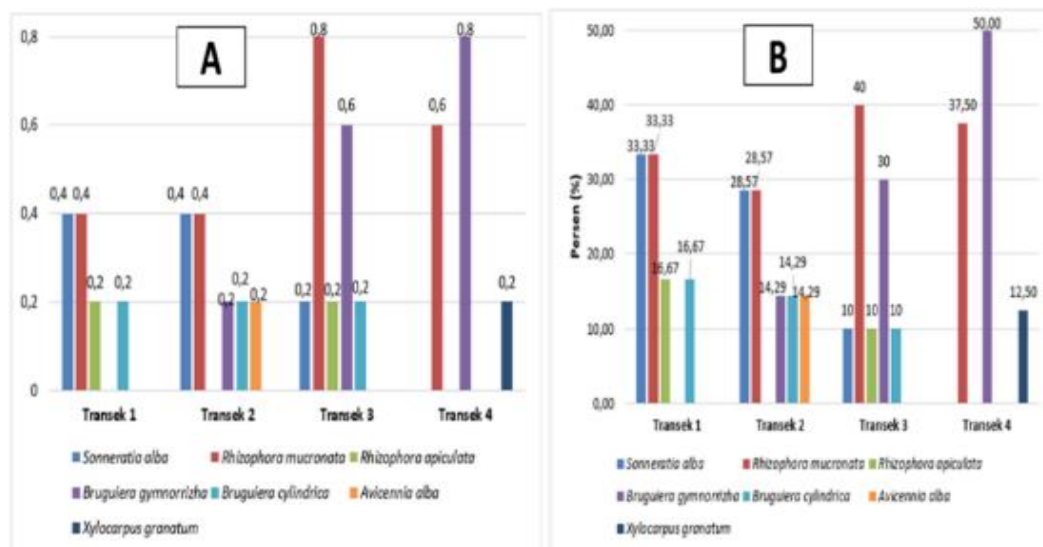 A
0,8
0,6
0,4
0,2
0
0,4 0,4 0,2 0,2
0,4 0,4 0,2 0,2 0,2
0,2 0,8 0,2 0,6 0,2
0,6 0,8 0,2
Transek 1 Transek 2 Transek 3 Transek 4
Sonneratia alba Rhizophora mucronata Rhizophora apiculata
Bruguiera gymnorrizha Bruguiera cylindrica Avicennia alba
Xylocarpus granatum
B
Persen (%)
50,00
40,00
30,00
20,00
10,00
0,00
33,33 33,33 16,67 16,67
28,57 28,57 14,29 14,29 14,29
10 40 10 30 10
37,50 50,00 12,50
Transek 1 Transek 2 Transek 3 Transek 4
Sonneratia alba Rhizophora mucronata Rhizophora apiculata
Bruguiera gymnorrizha Bruguiera cylindrica Avicennia alba
Xylocarpus granatum